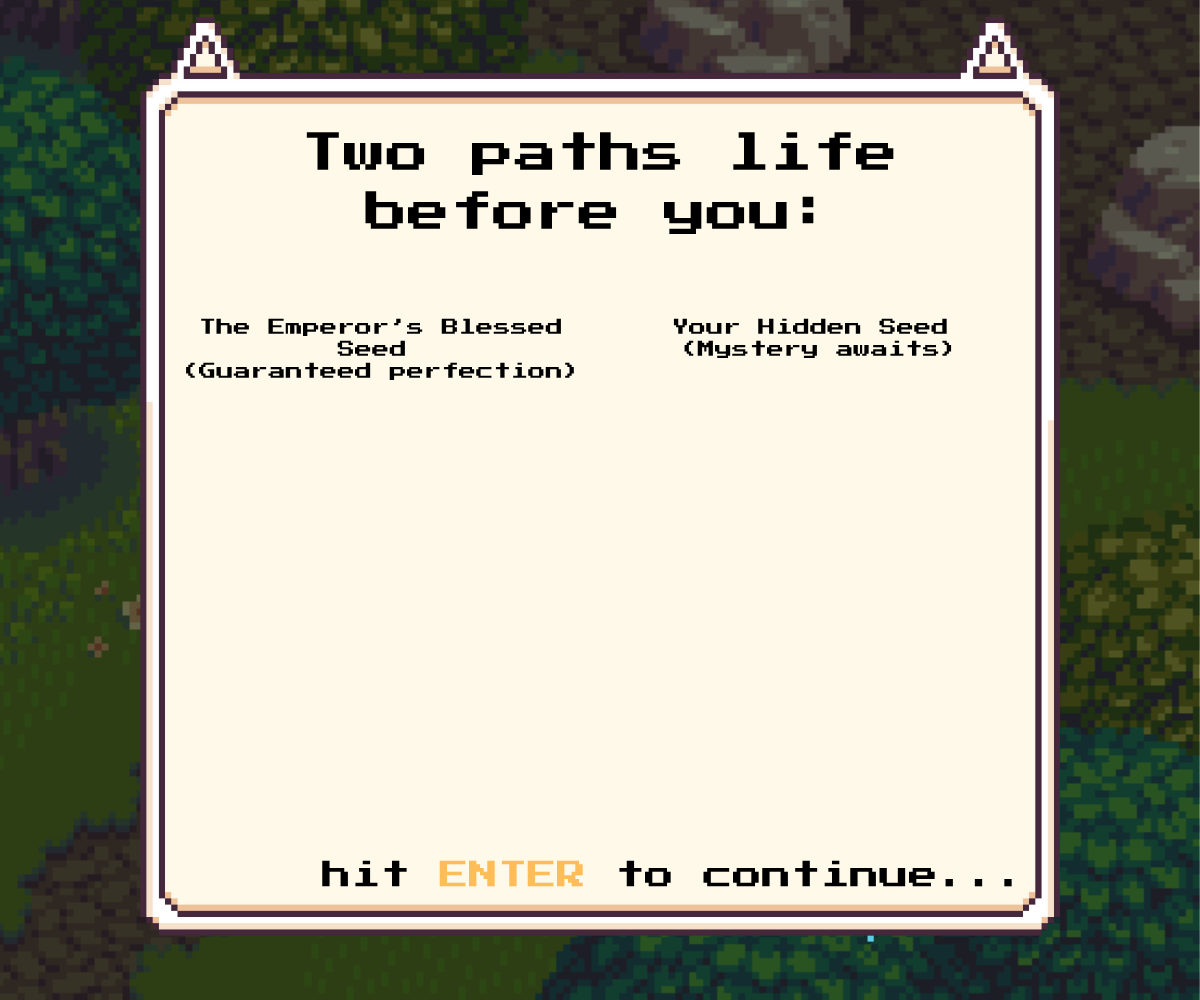 Two paths life
before you:
The Emperor's Blessed
Seed
(Guaranteed perfection)
Your Hidden Seed
(Mystery awaits)
hit ENTER to continue...